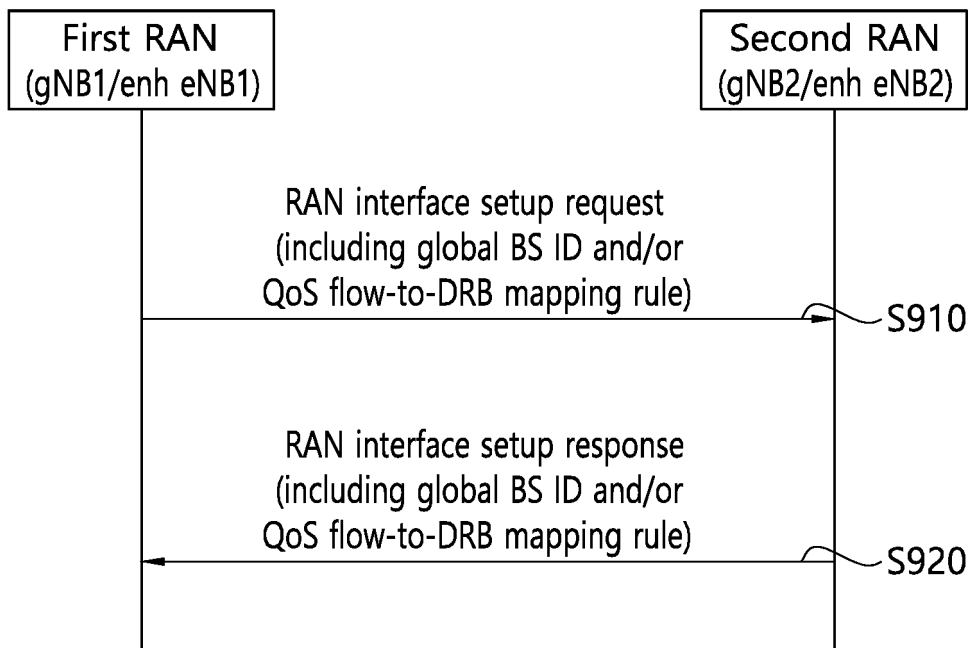 First RAN
(gNB1/enh eNB1)
Second RAN
(gNB2/enh eNB2)
RAN interface setup request
(including global BS ID and/or
QoS flow-to-DRB mapping rule)
S910
RAN interface setup response
(including global BS ID and/or
QoS flow-to-DRB mapping rule)
S920